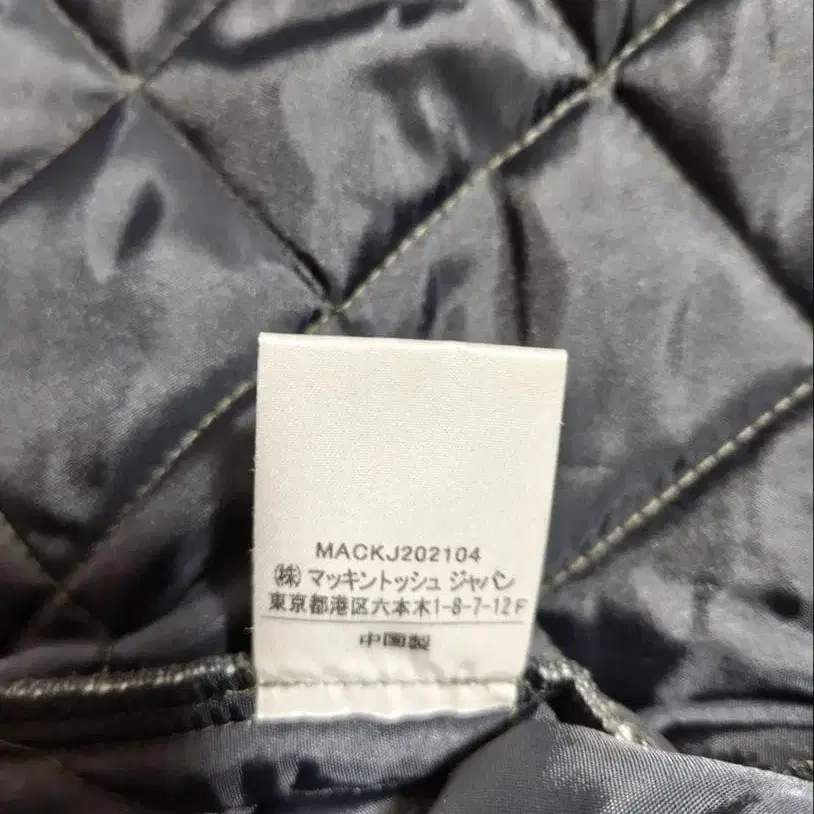 MACKJ202104
㈱マッキントッシュ ジャパン
東京都港区六本木1-8-7-12F
中国製